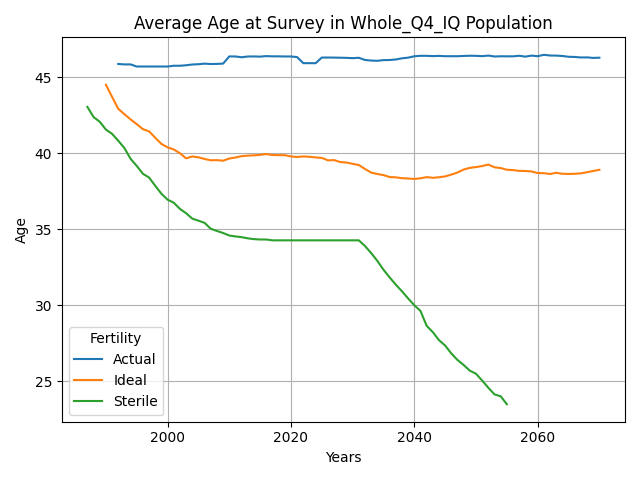 Average Age at Survey in Whole_Q4_IQ Population
Age
45
40
35
30
25
Fertility
Actual
Ideal
Sterile
2000
2020
2040
2060
Years